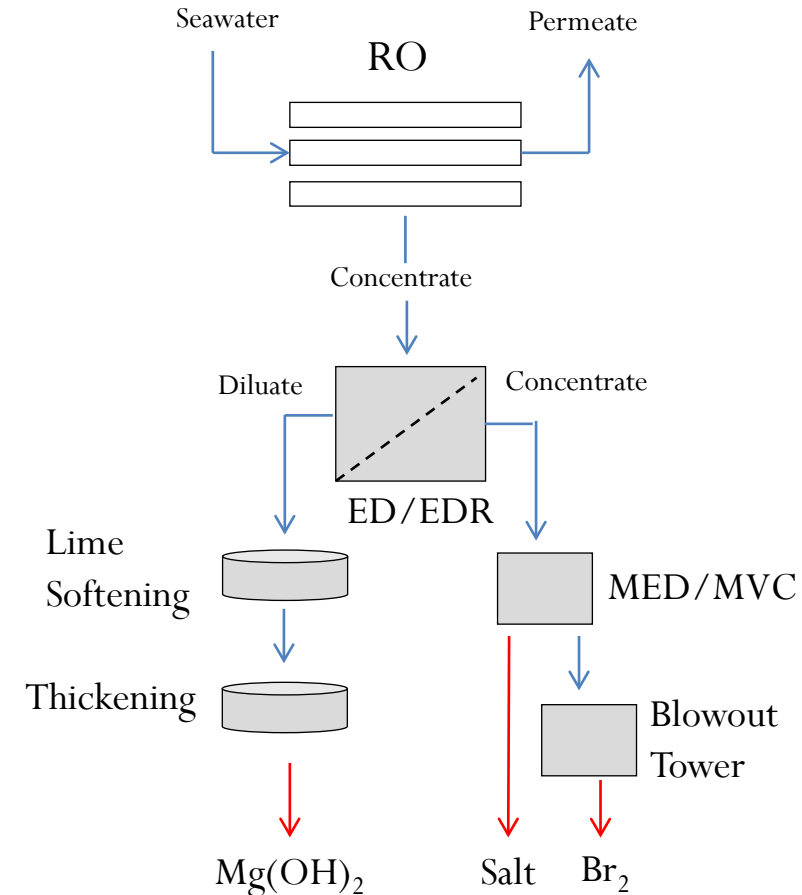 Seawater
Permeate
RO
Concentrate
Diluate
Concentrate
ED/EDR
Lime
Softening
MED/MVC
Thickening
Blowout
Tower
Mg(OH)₂
Salt
Br₂